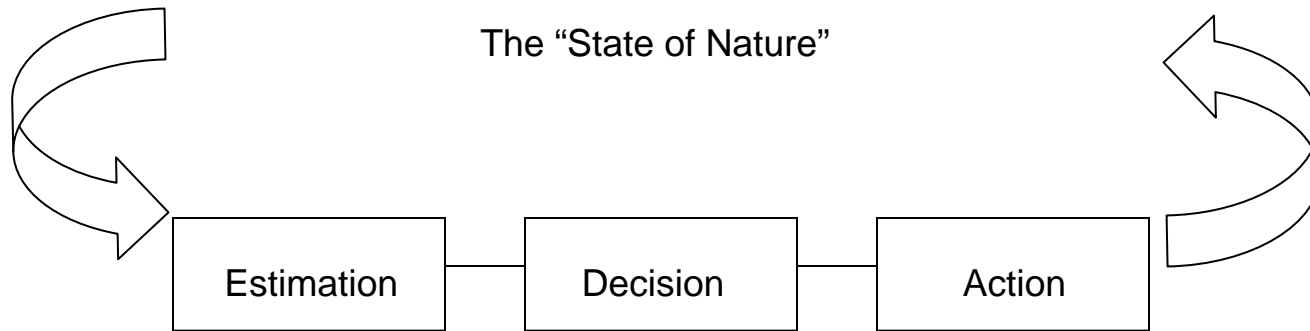 The “State of Nature”
Estimation Decision Action